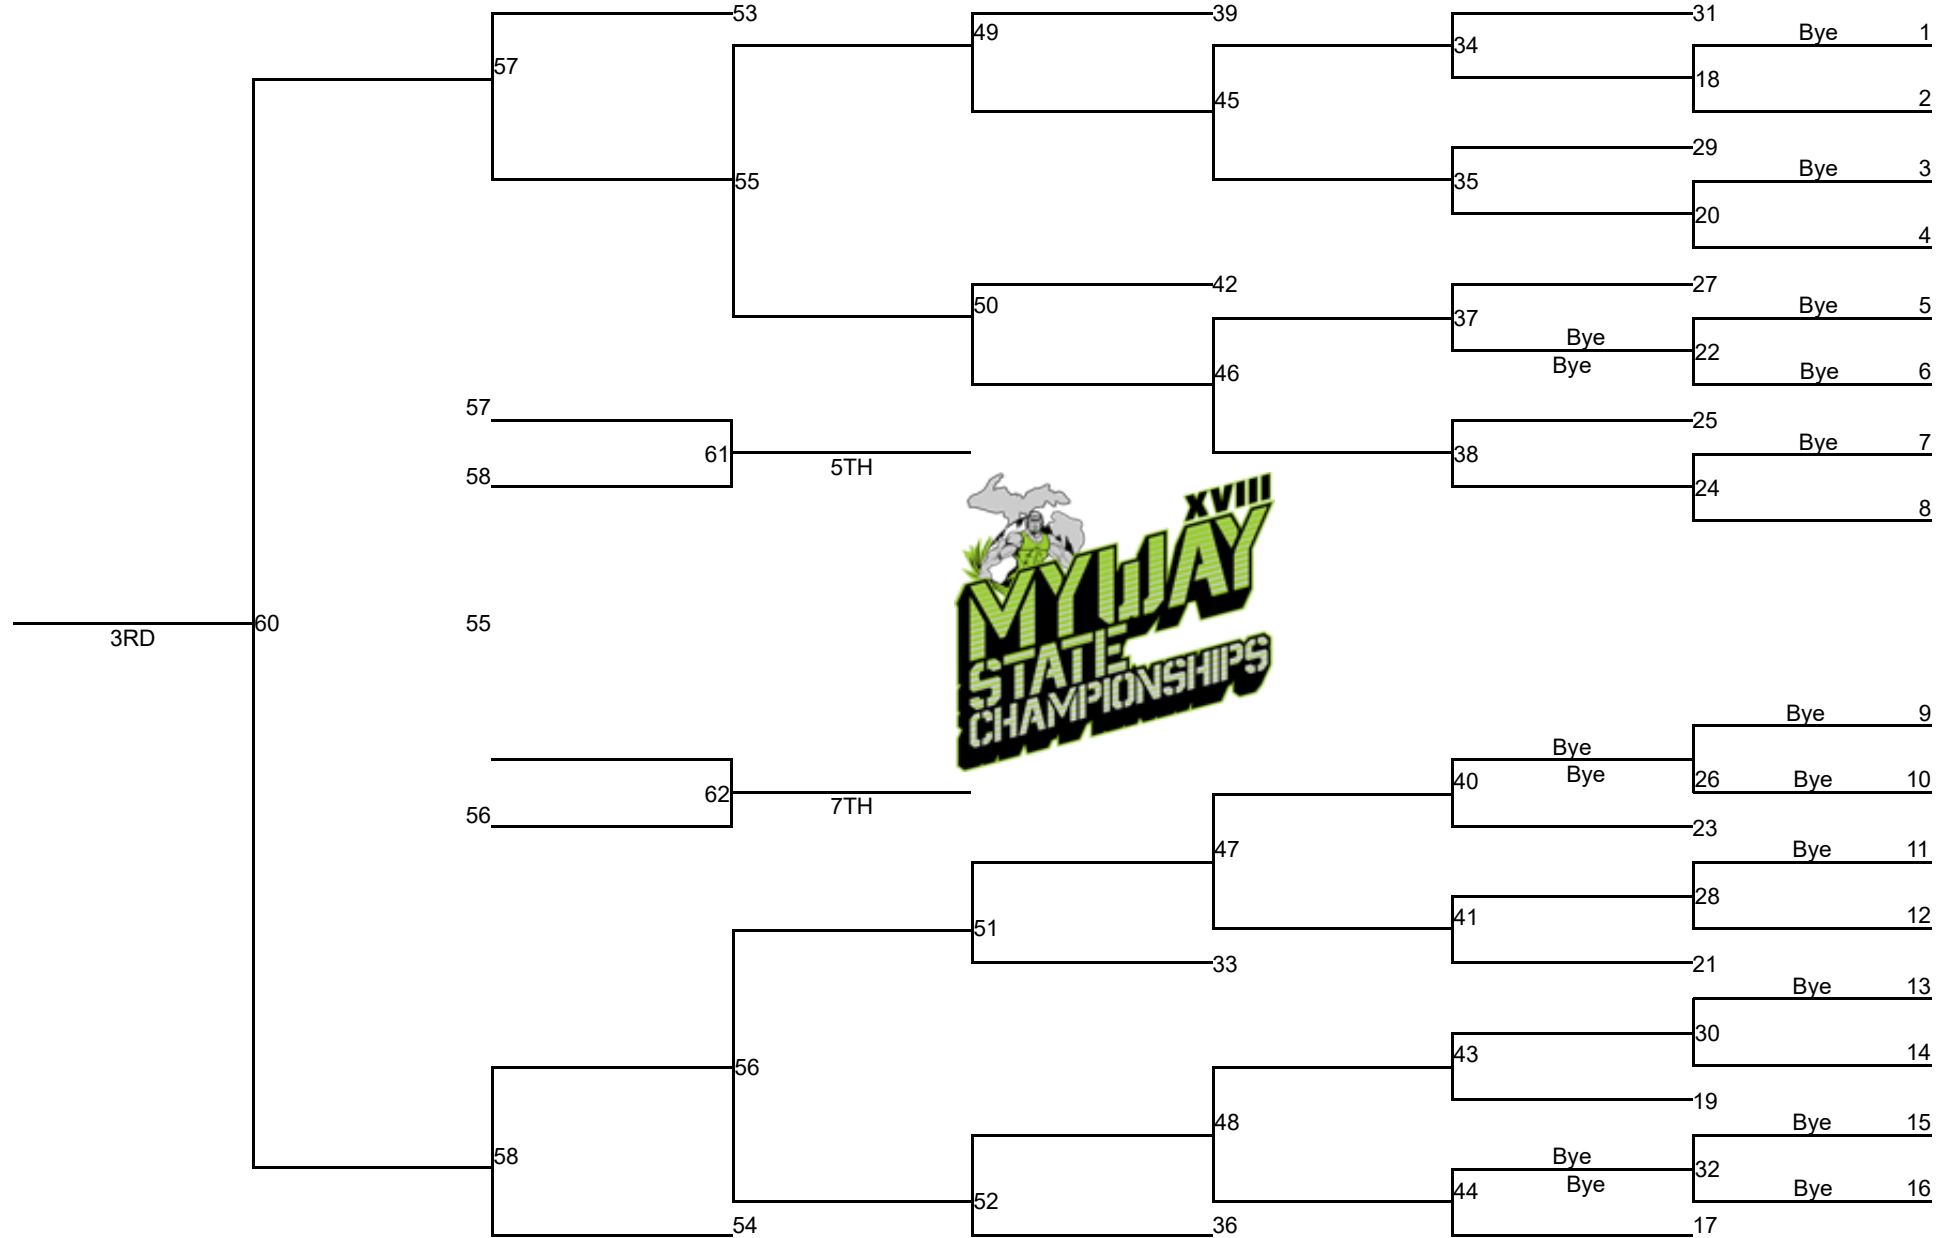 53 39 31
Bye 1
49
34
57
18
45 2
29
Bye 3
55 35
20
4
42 27
50 Bye 5
37
Bye
22
Bye
46 Bye 6
57
25
Bye 7
61 38
5TH
58
24
8
XVIII
MYWAY
STATE
CHAMPIONSHIPS
60 55
3RD
Bye 9
Bye
Bye
40 26 Bye 10
62
7TH
56
23
47 Bye 11
28
41 12
51
33 21
Bye 13
30
43 14
56
19
48 Bye 15
58 Bye
32
Bye
44 Bye 16
52
54 36 17